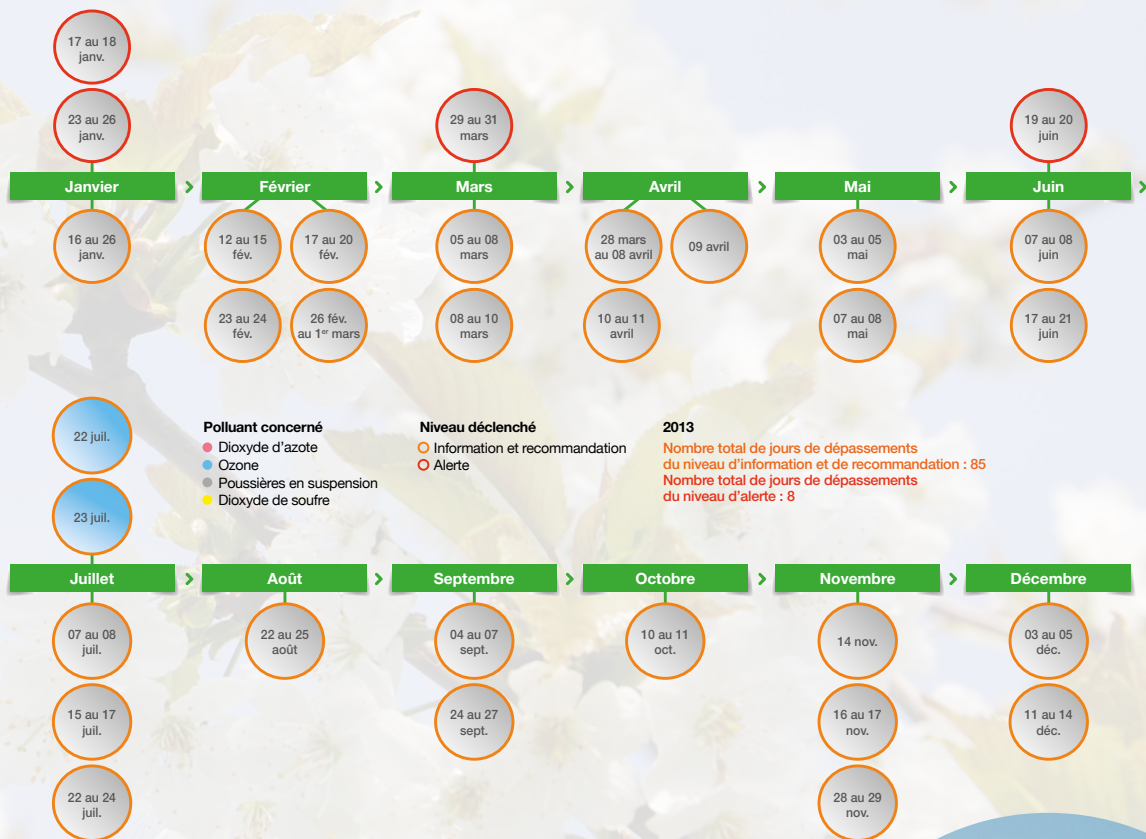 17 au 18
janv.
23 au 26
janv.
29 au 31
mars
19 au 20
juin
Janvier
Février
Mars
Avril
Mai
Juin
16 au 26
janv.
12 au 15
fév.
17 au 20
fév.
05 au 08
mars
28 mars
au 08 avril
09 avril
03 au 05
mai
07 au 08
juin
23 au 24
fév.
26 fév.
au 1er mars
08 au 10
mars
10 au 11
avril
07 au 08
mai
17 au 21
juin
22 juil.
23 juil.
Polluant concerné
Dioxyde d'azote
Ozone
Poussières en suspension
Dioxyde de soufre
Niveau déclenché
Information et recommandation
Alerte
2013
Nombre total de jours de dépassements
du niveau d'information et de recommandation : 85
Nombre total de jours de dépassements
du niveau d'alerte : 8
Juillet
Août
Septembre
Octobre
Novembre
Décembre
07 au 08
juil.
22 au 25
août
04 au 07
sept.
10 au 11
oct.
14 nov.
03 au 05
déc.
15 au 17
juil.
24 au 27
sept.
16 au 17
nov.
11 au 14
déc.
22 au 24
juil.
28 au 29
nov.